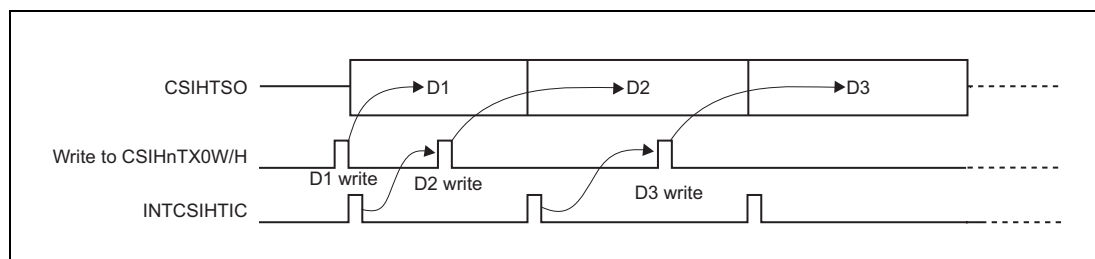 CSIHTSO
D1
D2
D3
Write to CSIHnTX0W/H
D1 write
D2 write
D3 write
INTCSIHTIC